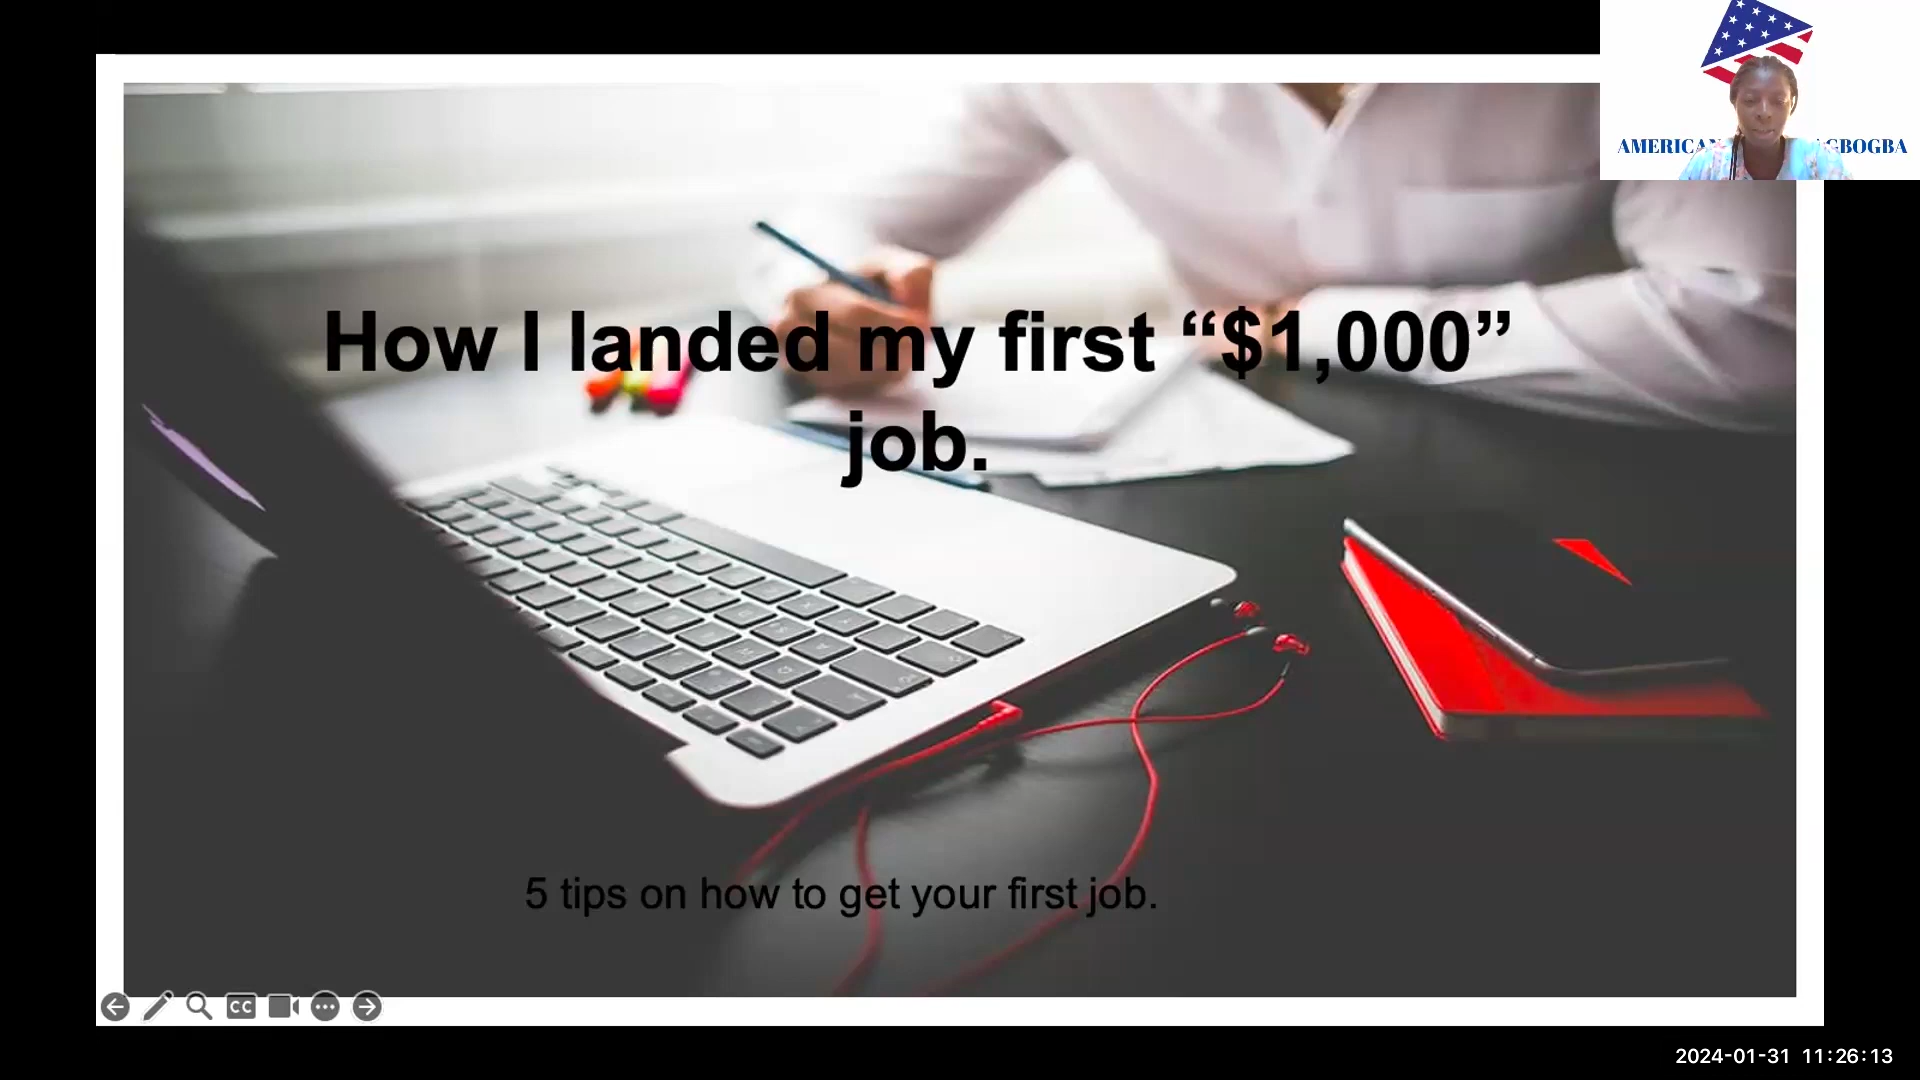 AMERICAN GBOGBA
How I landed my first “$1,000”
job.
5 tips on how to get your first job.
CC
2024-01-31 11:26:13